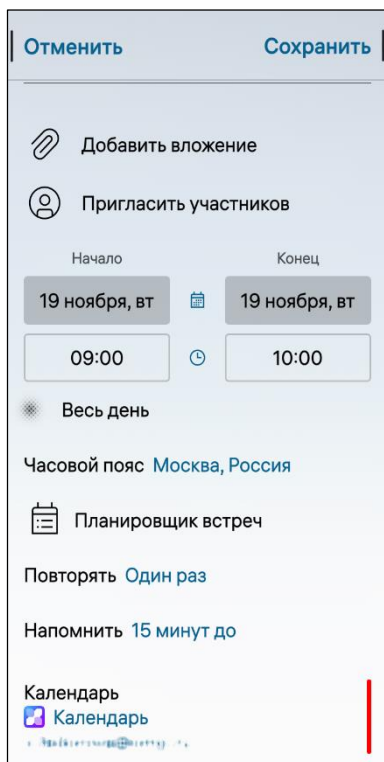 Отменить Сохранить
Добавить вложение
Пригласить участников
Начало Конец
19 ноября, вт 19 ноября, вт
09:00 10:00
Весь день
Часовой пояс Москва, Россия
Планировщик встреч
Повторять Один раз
Напомнить 15 минут до
Календарь
Календарь